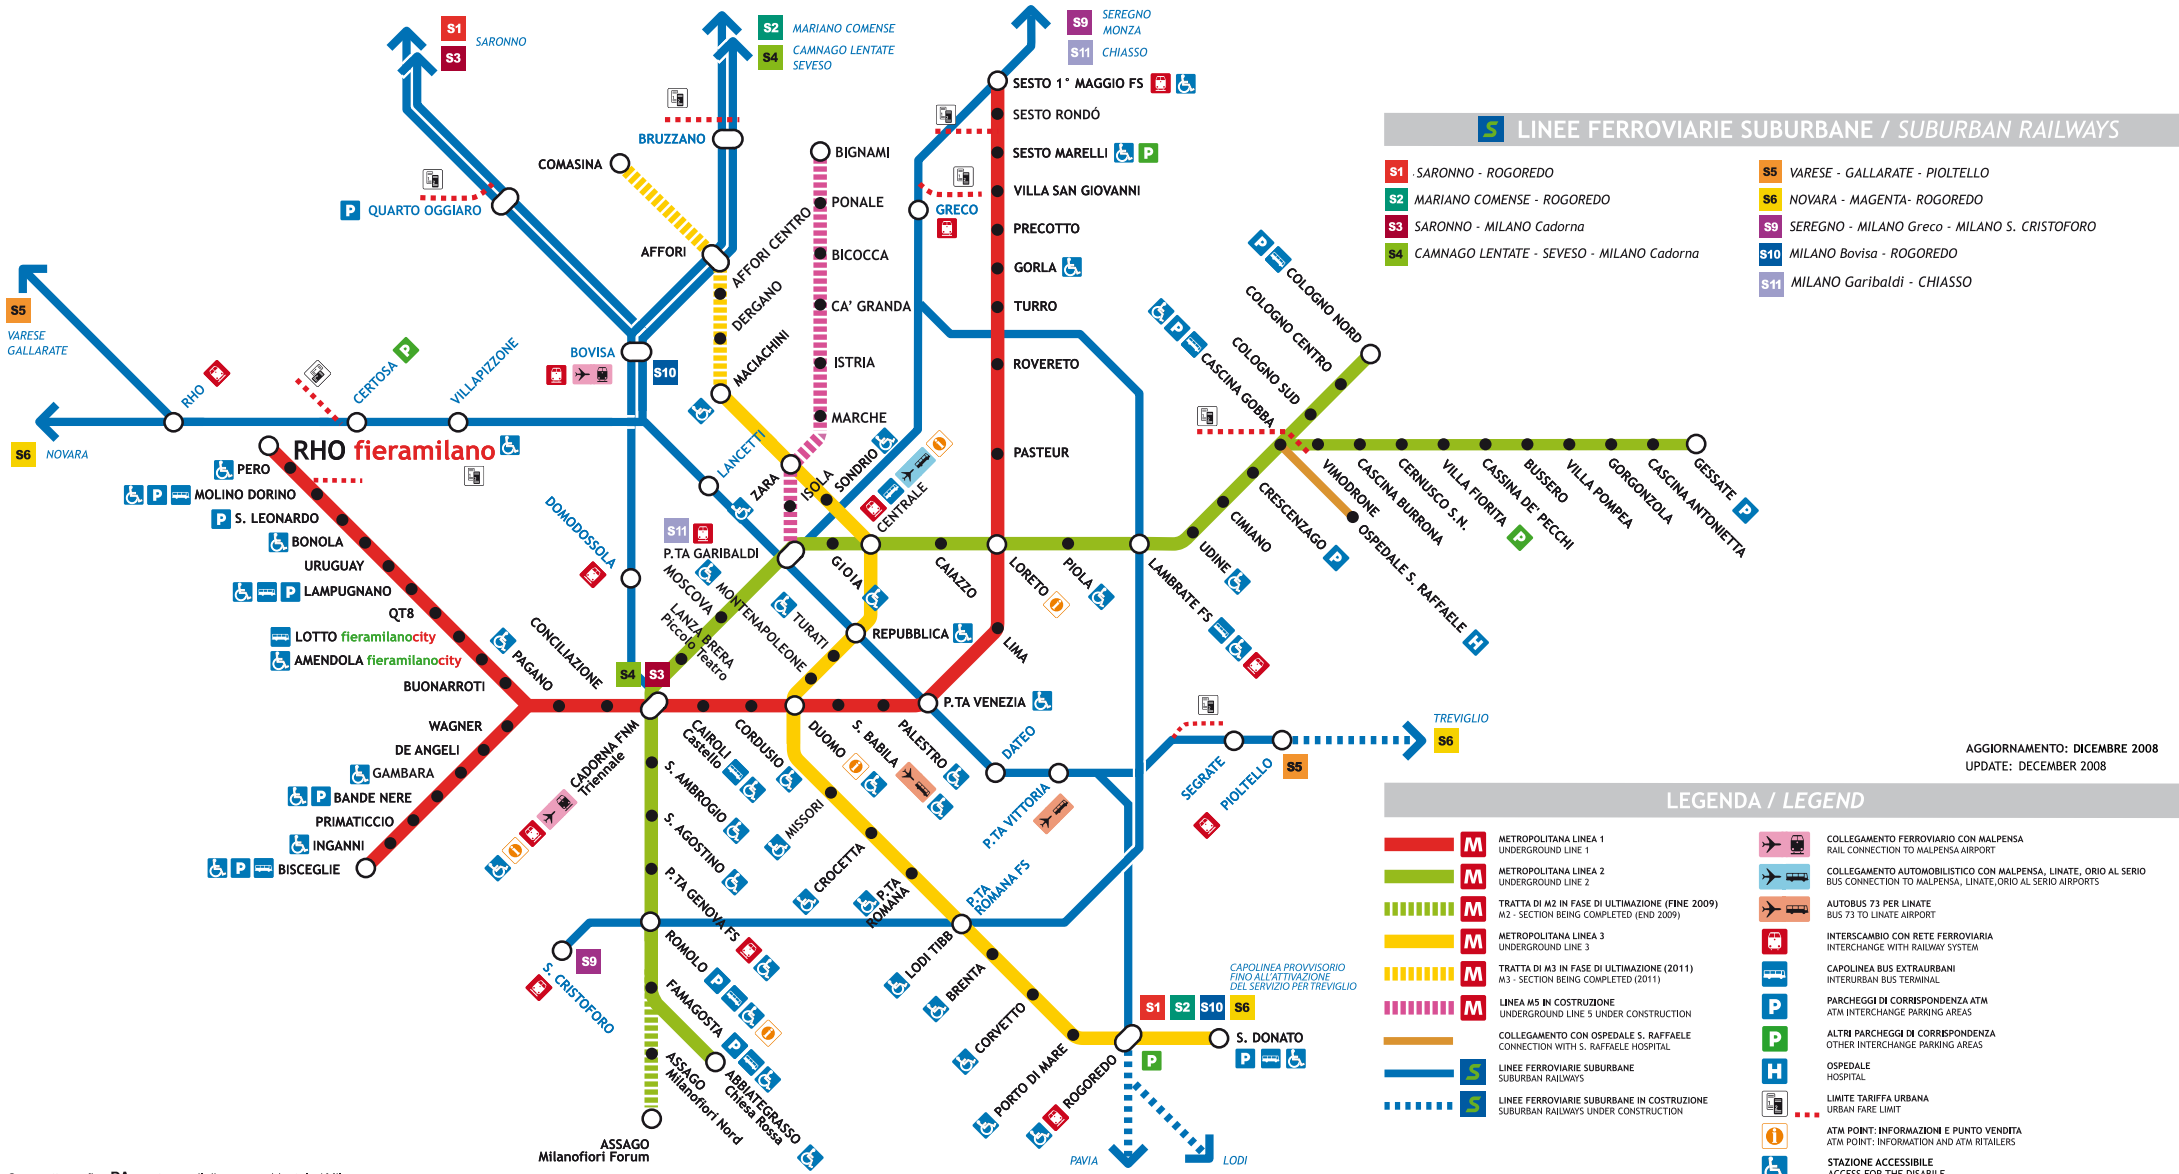 S1
S3
SARONNO
S2
MARIANO COMENSE
S4
CAMNAGO LENTATE
SEVESO
S9
SEREGNO
MONZA
S11
CHIASSO
SESTO 1° MAGGIO FS
SESTO RONDÓ
SESTO MARELLI P
VILLA SAN GIOVANNI
PRECOTTO
GORLA
TURRO
ROVERETO
PASTEUR
BRUZZANO
COMASINA
P QUARTO OGGIARO
AFFORI
AFFORI CENTRO
DERGANO
MACIACHINI
BIGNAMI
PONALE
BICOCCA
CA' GRANDA
ISTRIA
MARCHE
GRECO
S5
VARESE
GALLARATE
S6
NOVARA
RHO
CERTOSA P
VILLAPIZZONE
BOVISA
S10
LANCETTI
ZARA
ISOLA
SONDRIO
CENTRALE
RHO fieramilano
PERO
P MOLINO DORINO
P S. LEONARDO
BONOLA
URUGUAY
P LAMPUGNANO
QT8
LOTTO fieramilanocity
AMENDOLA fieramilanocity
BUONARROTI
PAGANO
CONCILIAZIONE
WAGNER
DE ANGELI
GAMBARA
P BANDE NERE
PRIMATICCIO
INGANNI
P BISCEGLIE
DOMODOSSOLA
S11
P.TA GARIBALDI
MOSCOVA
LANZA BRERA
Piccolo Teatro
MONTENAPOLEONE
TURATI
GIOIA
REPUBBLICA
CAIAZZO
LORETO
PIOLA
LIMA
LAMBRATE FS
UDINE
CIMIANO
CRESCENZAGO P
P COLOGNO NORD
COLOGNO CENTRO
COLOGNO SUD
P CASCINA GOBBA
VIMODRONE
CASCINA BURRONA
CERNUSCO S.N.
VILLA FIORITA P
CASSINA DE' PECCHI
BUSSERO
VILLA POMPEA
GORGONZOLA
CASCINA ANTONIETTA
GESSATE P
OSPEDALE S. RAFFAELE H
S4 S3
CADORNA FNM
Triennale
CAIROLI
Castello
CORDUSIO
DUOMO
S. BABILA
PALESTRO
P.TA VENEZIA
DATEO
P.TA VITTORIA
SEGRATE
PIOLTELLO
S5
TREVIGLIO
S6
S. AMBROGIO
S. AGOSTINO
P.TA GENOVA FS
ROMOLO P
FAMAGOSTA P
ABBIATEGRASSO
Chiesa Rossa
ASSAGO
Milanofiori Nord
ASSAGO
Milanofiori Forum
S9
S. CRISTOFORO
MISSORI
CROCETTA
P.TA
ROMANA
P.TA
ROMANA FS
LODI TIBB
BRENTA
CORVETTO
PORTO DI MARE
ROGOREDO
CAPOLINEA PROVVISORIO
FINO ALL'ATTIVAZIONE
DEL SERVIZIO PER TREVIGLIO
S1 S2 S10 S6
P
S. DONATO
P
PAVIA
LODI
S LINEE FERROVIARIE SUBURBANE / SUBURBAN RAILWAYS
S1 SARONNO - ROGOREDO
S2 MARIANO COMENSE - ROGOREDO
S3 SARONNO - MILANO Cadorna
S4 CAMNAGO LENTATE - SEVESO - MILANO Cadorna
S5 VARESE - GALLARATE - PIOLTELLO
S6 NOVARA - MAGENTA- ROGOREDO
S9 SEREGNO - MILANO Greco - MILANO S. CRISTOFORO
S10 MILANO Bovisa - ROGOREDO
S11 MILANO Garibaldi - CHIASSO
AGGIORNAMENTO: DICEMBRE 2008
UPDATE: DECEMBER 2008
LEGENDA / LEGEND
M METROPOLITANA LINEA 1
UNDERGROUND LINE 1
M METROPOLITANA LINEA 2
UNDERGROUND LINE 2
M TRATTA DI M2 IN FASE DI ULTIMAZIONE (FINE 2009)
M2 - SECTION BEING COMPLETED (END 2009)
M METROPOLITANA LINEA 3
UNDERGROUND LINE 3
M TRATTA DI M3 IN FASE DI ULTIMAZIONE (2011)
M3 - SECTION BEING COMPLETED (2011)
M LINEA M5 IN COSTRUZIONE
UNDERGROUND LINE 5 UNDER CONSTRUCTION
COLLEGAMENTO CON OSPEDALE S. RAFFAELE
CONNECTION WITH S. RAFFAELE HOSPITAL
S LINEE FERROVIARIE SUBURBANE
SUBURBAN RAILWAYS
S LINEE FERROVIARIE SUBURBANE IN COSTRUZIONE
SUBURBAN RAILWAYS UNDER CONSTRUCTION
COLLEGAMENTO FERROVIARIO CON MALPENSA
RAIL CONNECTION TO MALPENSA AIRPORT
COLLEGAMENTO AUTOMOBILISTICO CON MALPENSA, LINATE, ORIO AL SERIO
BUS CONNECTION TO MALPENSA, LINATE,ORIO AL SERIO AIRPORTS
AUTOBUS 73 PER LINATE
BUS 73 TO LINATE AIRPORT
INTERSCAMBIO CON RETE FERROVIARIA
INTERCHANGE WITH RAILWAY SYSTEM
CAPOLINEA BUS EXTRAURBANI
INTERURBAN BUS TERMINAL
P PARCHEGGI DI CORRISPONDENZA ATM
ATM INTERCHANGE PARKING AREAS
P ALTRI PARCHEGGI DI CORRISPONDENZA
OTHER INTERCHANGE PARKING AREAS
H OSPEDALE
HOSPITAL
LIMITE TARIFFA URBANA
URBAN FARE LIMIT
ATM POINT: INFORMAZIONI E PUNTO VENDITA
ATM POINT: INFORMATION AND ATM RITAILERS
STAZIONE ACCESSIBILE
ACCESS FOR THE DISABLE